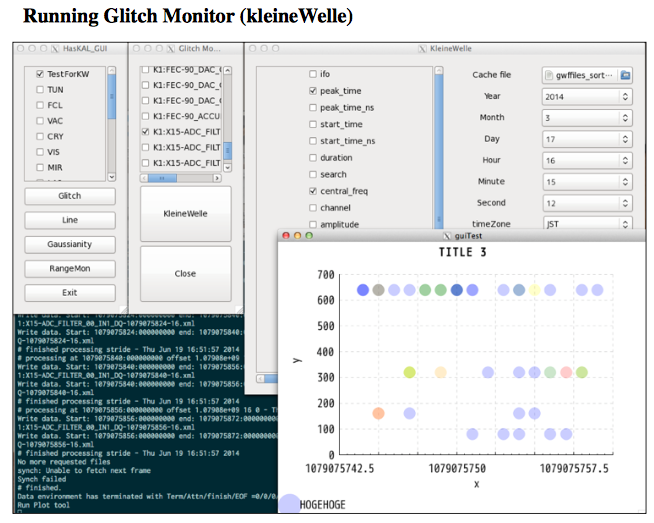 Running Glitch Monitor (kleineWelle)
HasKAL_GUI
TestForKW
TUN
FCL
VAC
CRY
VIS
MIR
Glitch
Line
Gaussianity
RangeMon
Exit
Glitch Mo...
K1:FEC-90_DAC_
K1:FEC-90_DAC_
K1:FEC-90_DAC_
K1:FEC-90_ACCU
K1:X15-ADC_FILT
K1:X15-ADC_FILT
K1:X15-ADC_FILT
KleineWelle
Close
KleineWelle
ifo
peak_time
peak_time_ns
start_time
start_time_ns
duration
search
central_freq
channel
amplitude
Cache file
gwffiles_sort···
Year
2014
Month
3
Day
17
Hour
16
Minute
15
Second
12
timeZone
JST
Write data. Start: 1079075824:000000000 end: 1079075840:
1:X15-ADC_FILTER_00_IN1_DQ-1079075824-16.xml
Write data. Start: 1079075824:000000000 end: 1079075840:
Q-1079075824-16.xml
# finished processing stride - Thu Jun 19 16:51:57 2014
# processing at 1079075840:000000000 offset 1.07908e+09
Write data. Start: 1079075840:000000000 end: 1079075856:
1:X15-ADC_FILTER_00_IN1_DQ-1079075840-16.xml
Write data. Start: 1079075840:000000000 end: 1079075856:
Q-1079075840-16.xml
# finished processing stride - Thu Jun 19 16:51:57 2014
# processing at 1079075856:000000000 offset 1.07908e+09 16 0 - T
Write data. Start: 1079075856:000000000 end: 1079075872:00000000
1:X15-ADC_FILTER_00_IN1_DQ-1079075856-16.xml
Write data. Start: 1079075856:000000000 end: 1079075872:00000000
Q-1079075856-16.xml
# finished processing stride - Thu Jun 19 16:51:57 2014
No more requested files
synch: Unable to fetch next frame
Synch failed
# finished.
Data environment has terminated with Term/Attn/finish/EOF =0/0/0/
Run Plot tool
guiTest
TITLE 3
700
600
500
400
300
200
100
0
y
1079075742.5
1079075750
1079075757.5
x
HOGEHOGE